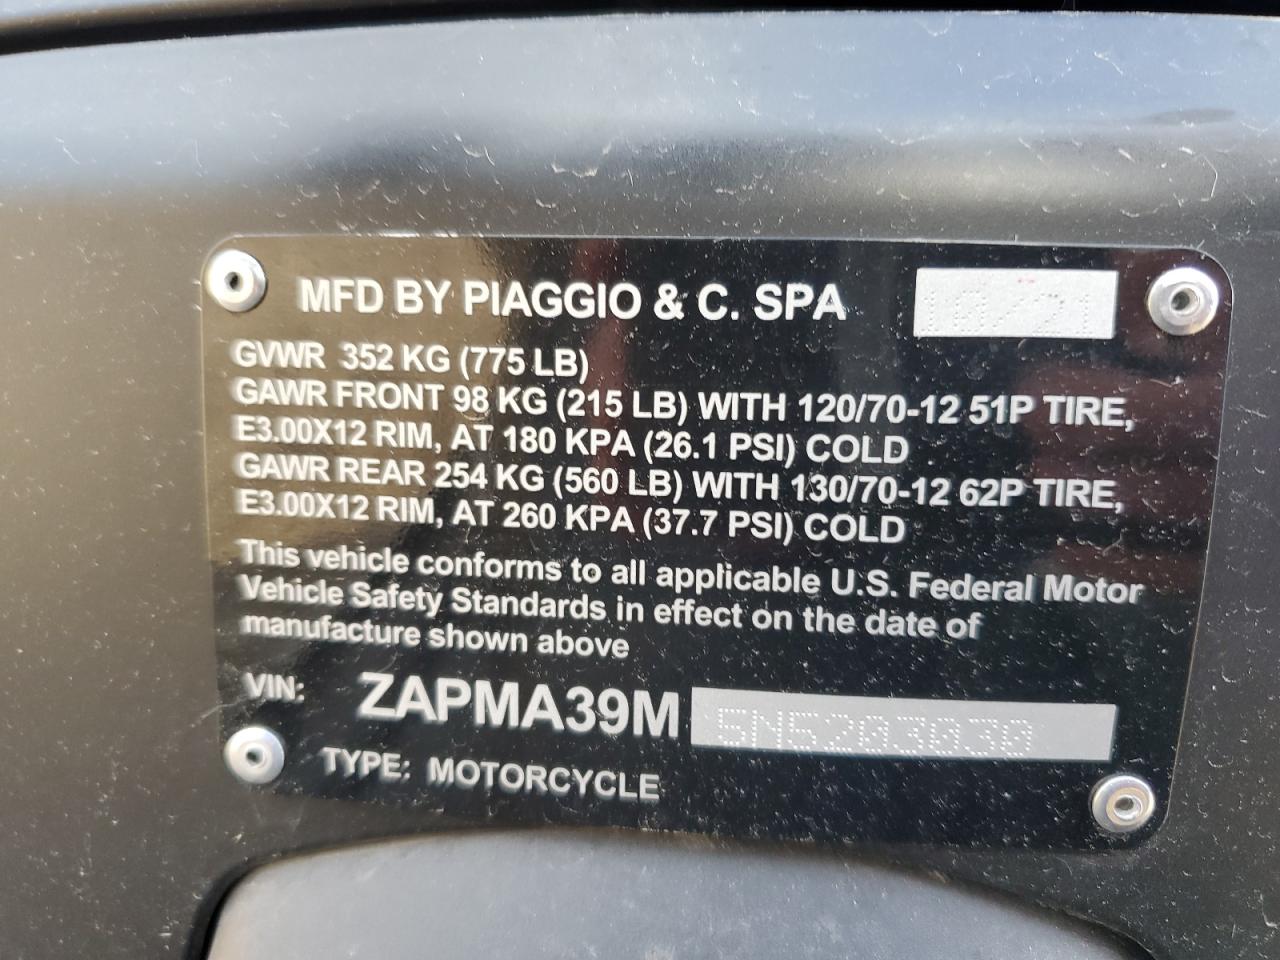 MFD BY PIAGGIO & C. SPA 10/21
GVWR 352 KG (775 LB)
GAWR FRONT 98 KG (215 LB) WITH 120/70-12 51P TIRE,
E3.00X12 RIM, AT 180 KPA (26.1 PSI) COLD
GAWR REAR 254 KG (560 LB) WITH 130/70-12 62P TIRE,
E3.00X12 RIM, AT 260 KPA (37.7 PSI) COLD
This vehicle conforms to all applicable U.S. Federal Motor
Vehicle Safety Standards in effect on the date of
manufacture shown above
VIN: ZAPMA39M5N5203030
TYPE: MOTORCYCLE